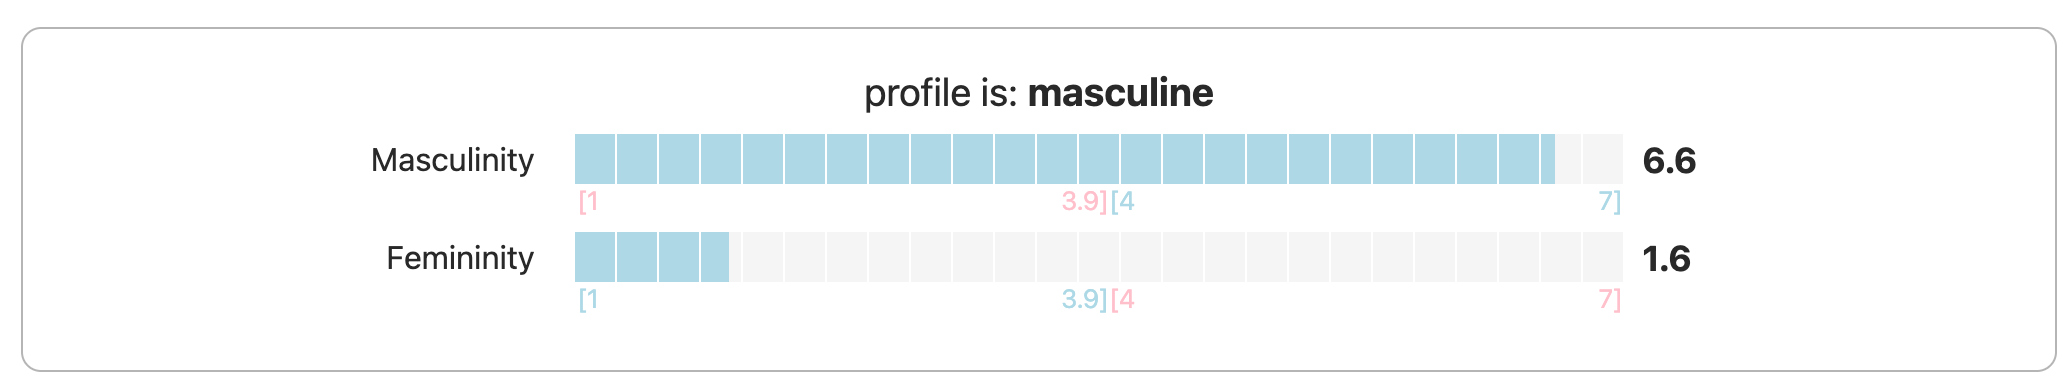 profile is: masculine
Masculinity 6.6
[1 3.9][4 7]
Femininity 1.6
[1 3.9][4 7]